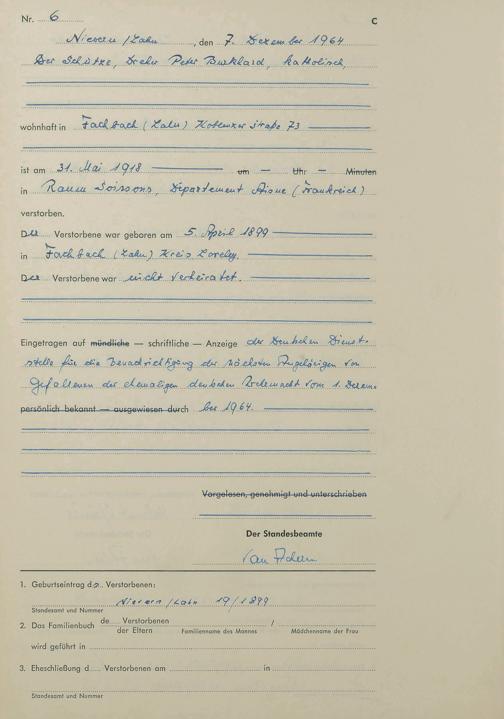 Nr. 6
C
Nievern/Lahn, den 7. Dezember 1964
Der Schütze, Dreher Peter Burkhard, katholisch,
wohnhaft in Fachbach (Lahn) Koblenzer Straße 73
ist am 31. Mai 1918 um - Uhr - Minuten
in Raum Soissons, Departement Aisne (Frankreich)
verstorben.
Der Verstorbene war geboren am 5. April 1899
in Fachbach (Lahn) Kreis Loreley.
Der Verstorbene war nicht verheiratet.
Eingetragen auf mündliche — schriftliche — Anzeige der Deutschen Dienst-
stelle für die Benachrichtigung der nächsten Angehörigen von
Gefallenen der ehemaligen deutschen Wehrmacht vom 1. Dezem-
persönlich bekannt — ausgewiesen durch ber 1964.
Vorgelesen, genehmigt und unterschrieben
Der Standesbeamte
1. Geburtseintrag des Verstorbenen:
Nievern/Lahn 19/1899
Standesamt und Nummer
2. Das Familienbuch de.... Verstorbenen /
der Eltern Familienname des Mannes Mädchenname der Frau
wird geführt in
3. Eheschließung d.... Verstorbenen am in
Standesamt und Nummer